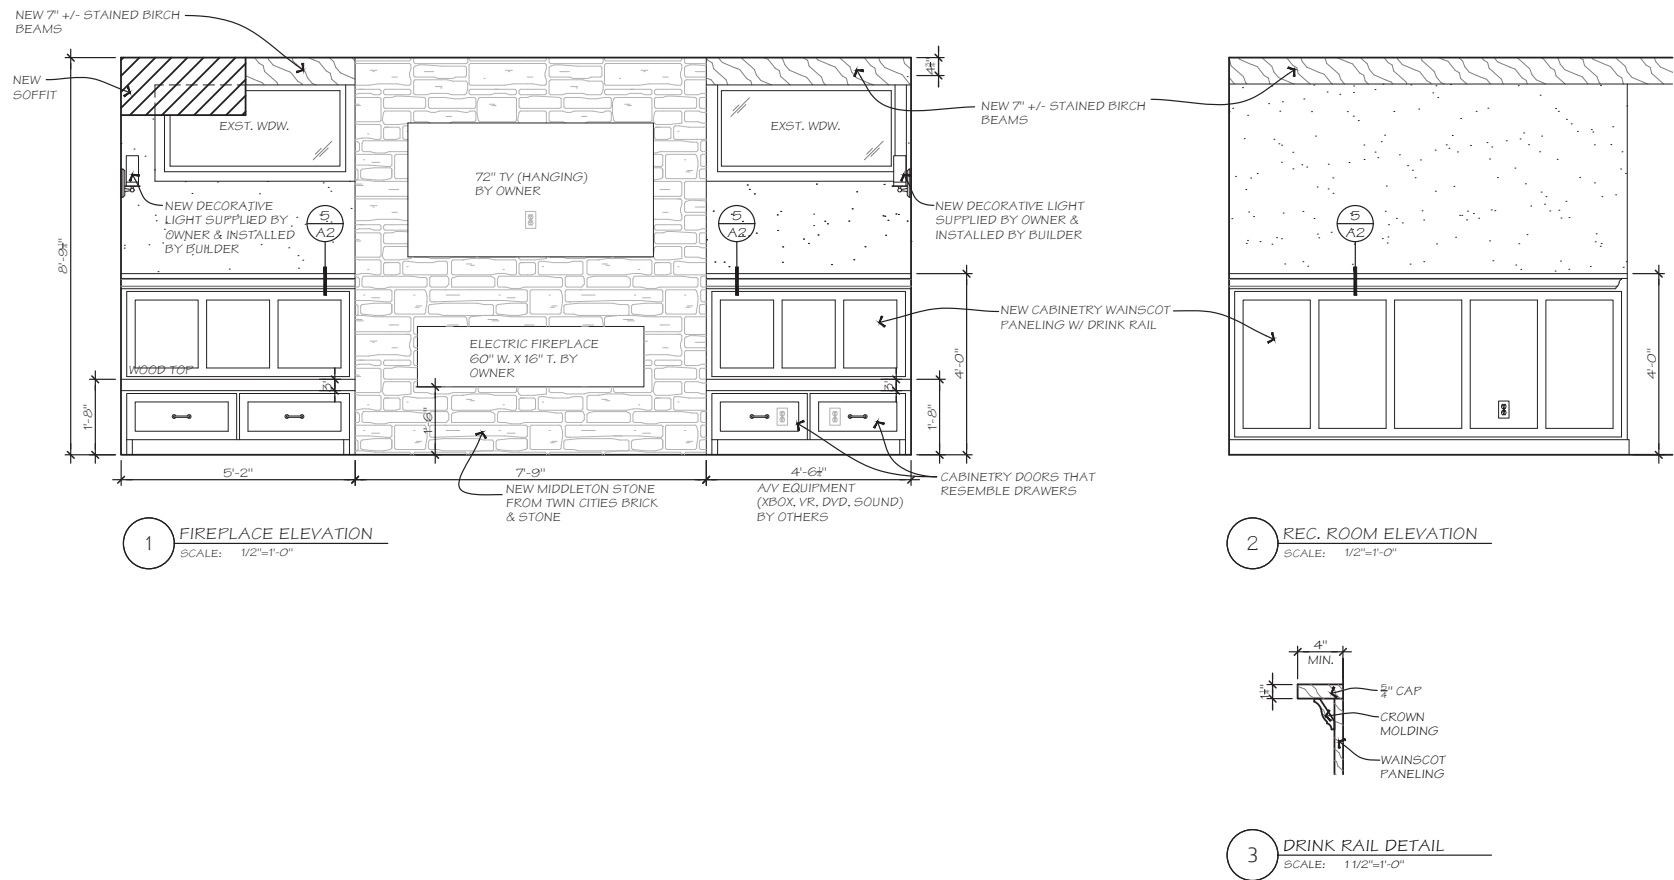 NEW 7" +/- STAINED BIRCH
BEAMS
NEW
SOFFIT
EXST. WDW.
EXST. WDW.
72" TV (HANGING)
BY OWNER
NEW DECORATIVE
LIGHT SUPPLIED BY
OWNER & INSTALLED
BY BUILDER
5
A2
5
A2
NEW DECORATIVE LIGHT
SUPPLIED BY OWNER &
INSTALLED BY BUILDER
NEW 7" +/- STAINED BIRCH
BEAMS
5
A2
NEW CABINETRY WAINSCOT
PANELING W/ DRINK RAIL
ELECTRIC FIREPLACE
60" W. X 16" T. BY
OWNER
WOOD TOP
3"
3"
1'-8"
1'-6"
1'-8"
4'-0"
4'-0"
5'-2"
7'-9"
NEW MIDDLETON STONE
FROM TWIN CITIES BRICK
& STONE
A/V EQUIPMENT
(XBOX, VR, DVD, SOUND)
BY OTHERS
CABINETRY DOORS THAT
RESEMBLE DRAWERS
1
FIREPLACE ELEVATION
SCALE: 1/2"=1'-0"
2
REC. ROOM ELEVATION
SCALE: 1/2"=1'-0"
4"
MIN.
5/4" CAP
CROWN
MOLDING
WAINSCOT
PANELING
3
DRINK RAIL DETAIL
SCALE: 1 1/2"=1'-0"